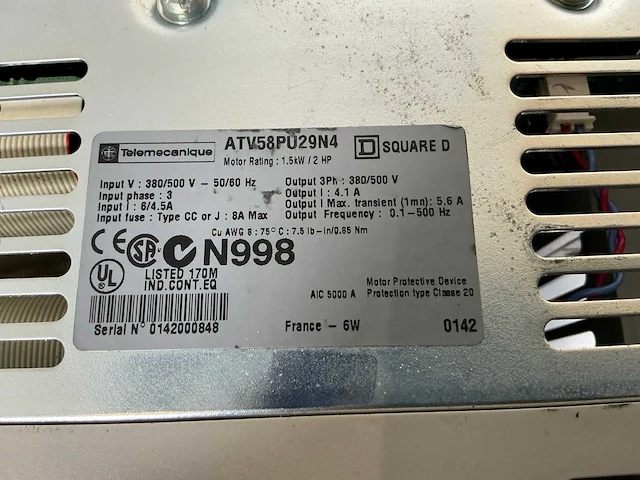 Telemecanique ATV58PU29N4 SQUARE D
Motor Rating : 1.5kW / 2 HP
Input V : 380/500 V – 50/60 Hz Output 3Ph : 380/500 V
Input phase : 3 Output I : 4.1 A
Input I : 6/4.5A Output I Max. transient (1mn): 5.6 A
Input fuse : Type CC or J : 8A Max Output Frequency : 0.1-500 Hz
Cu AWG 8 : 75°C : 7.5 lb-in/0.85 Nm
CE SA N998
UL LISTED 170M
IND.CONT.EQ
Motor Protective Device
AIC 5000 A Protection type Classe 20
Serial N° 0142000848 France – 6W 0142